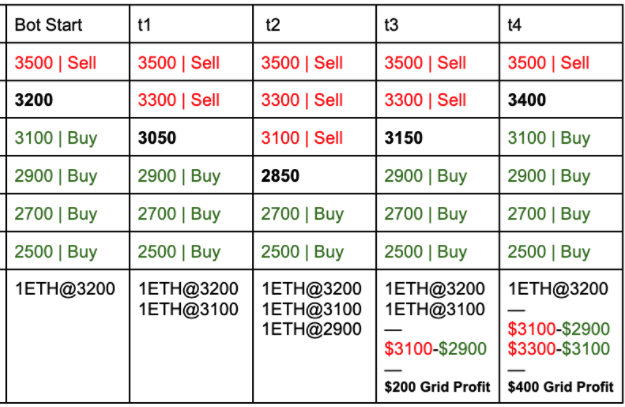 Bot Start t1 t2 t3 t4
3500 | Sell 3500 | Sell 3500 | Sell 3500 | Sell 3500 | Sell
3200 3300 | Sell 3300 | Sell 3300 | Sell 3400
3100 | Buy 3050 3100 | Sell 3150 3100 | Buy
2900 | Buy 2900 | Buy 2850 2900 | Buy 2900 | Buy
2700 | Buy 2700 | Buy 2700 | Buy 2700 | Buy 2700 | Buy
2500 | Buy 2500 | Buy 2500 | Buy 2500 | Buy 2500 | Buy
1ETH@3200 1ETH@3200 1ETH@3200 1ETH@3200 1ETH@3200
1ETH@3100 1ETH@3100 1ETH@3100 —
1ETH@2900 — $3100-$2900
$3100-$2900 $3300-$3100
— —
$200 Grid Profit $400 Grid Profit